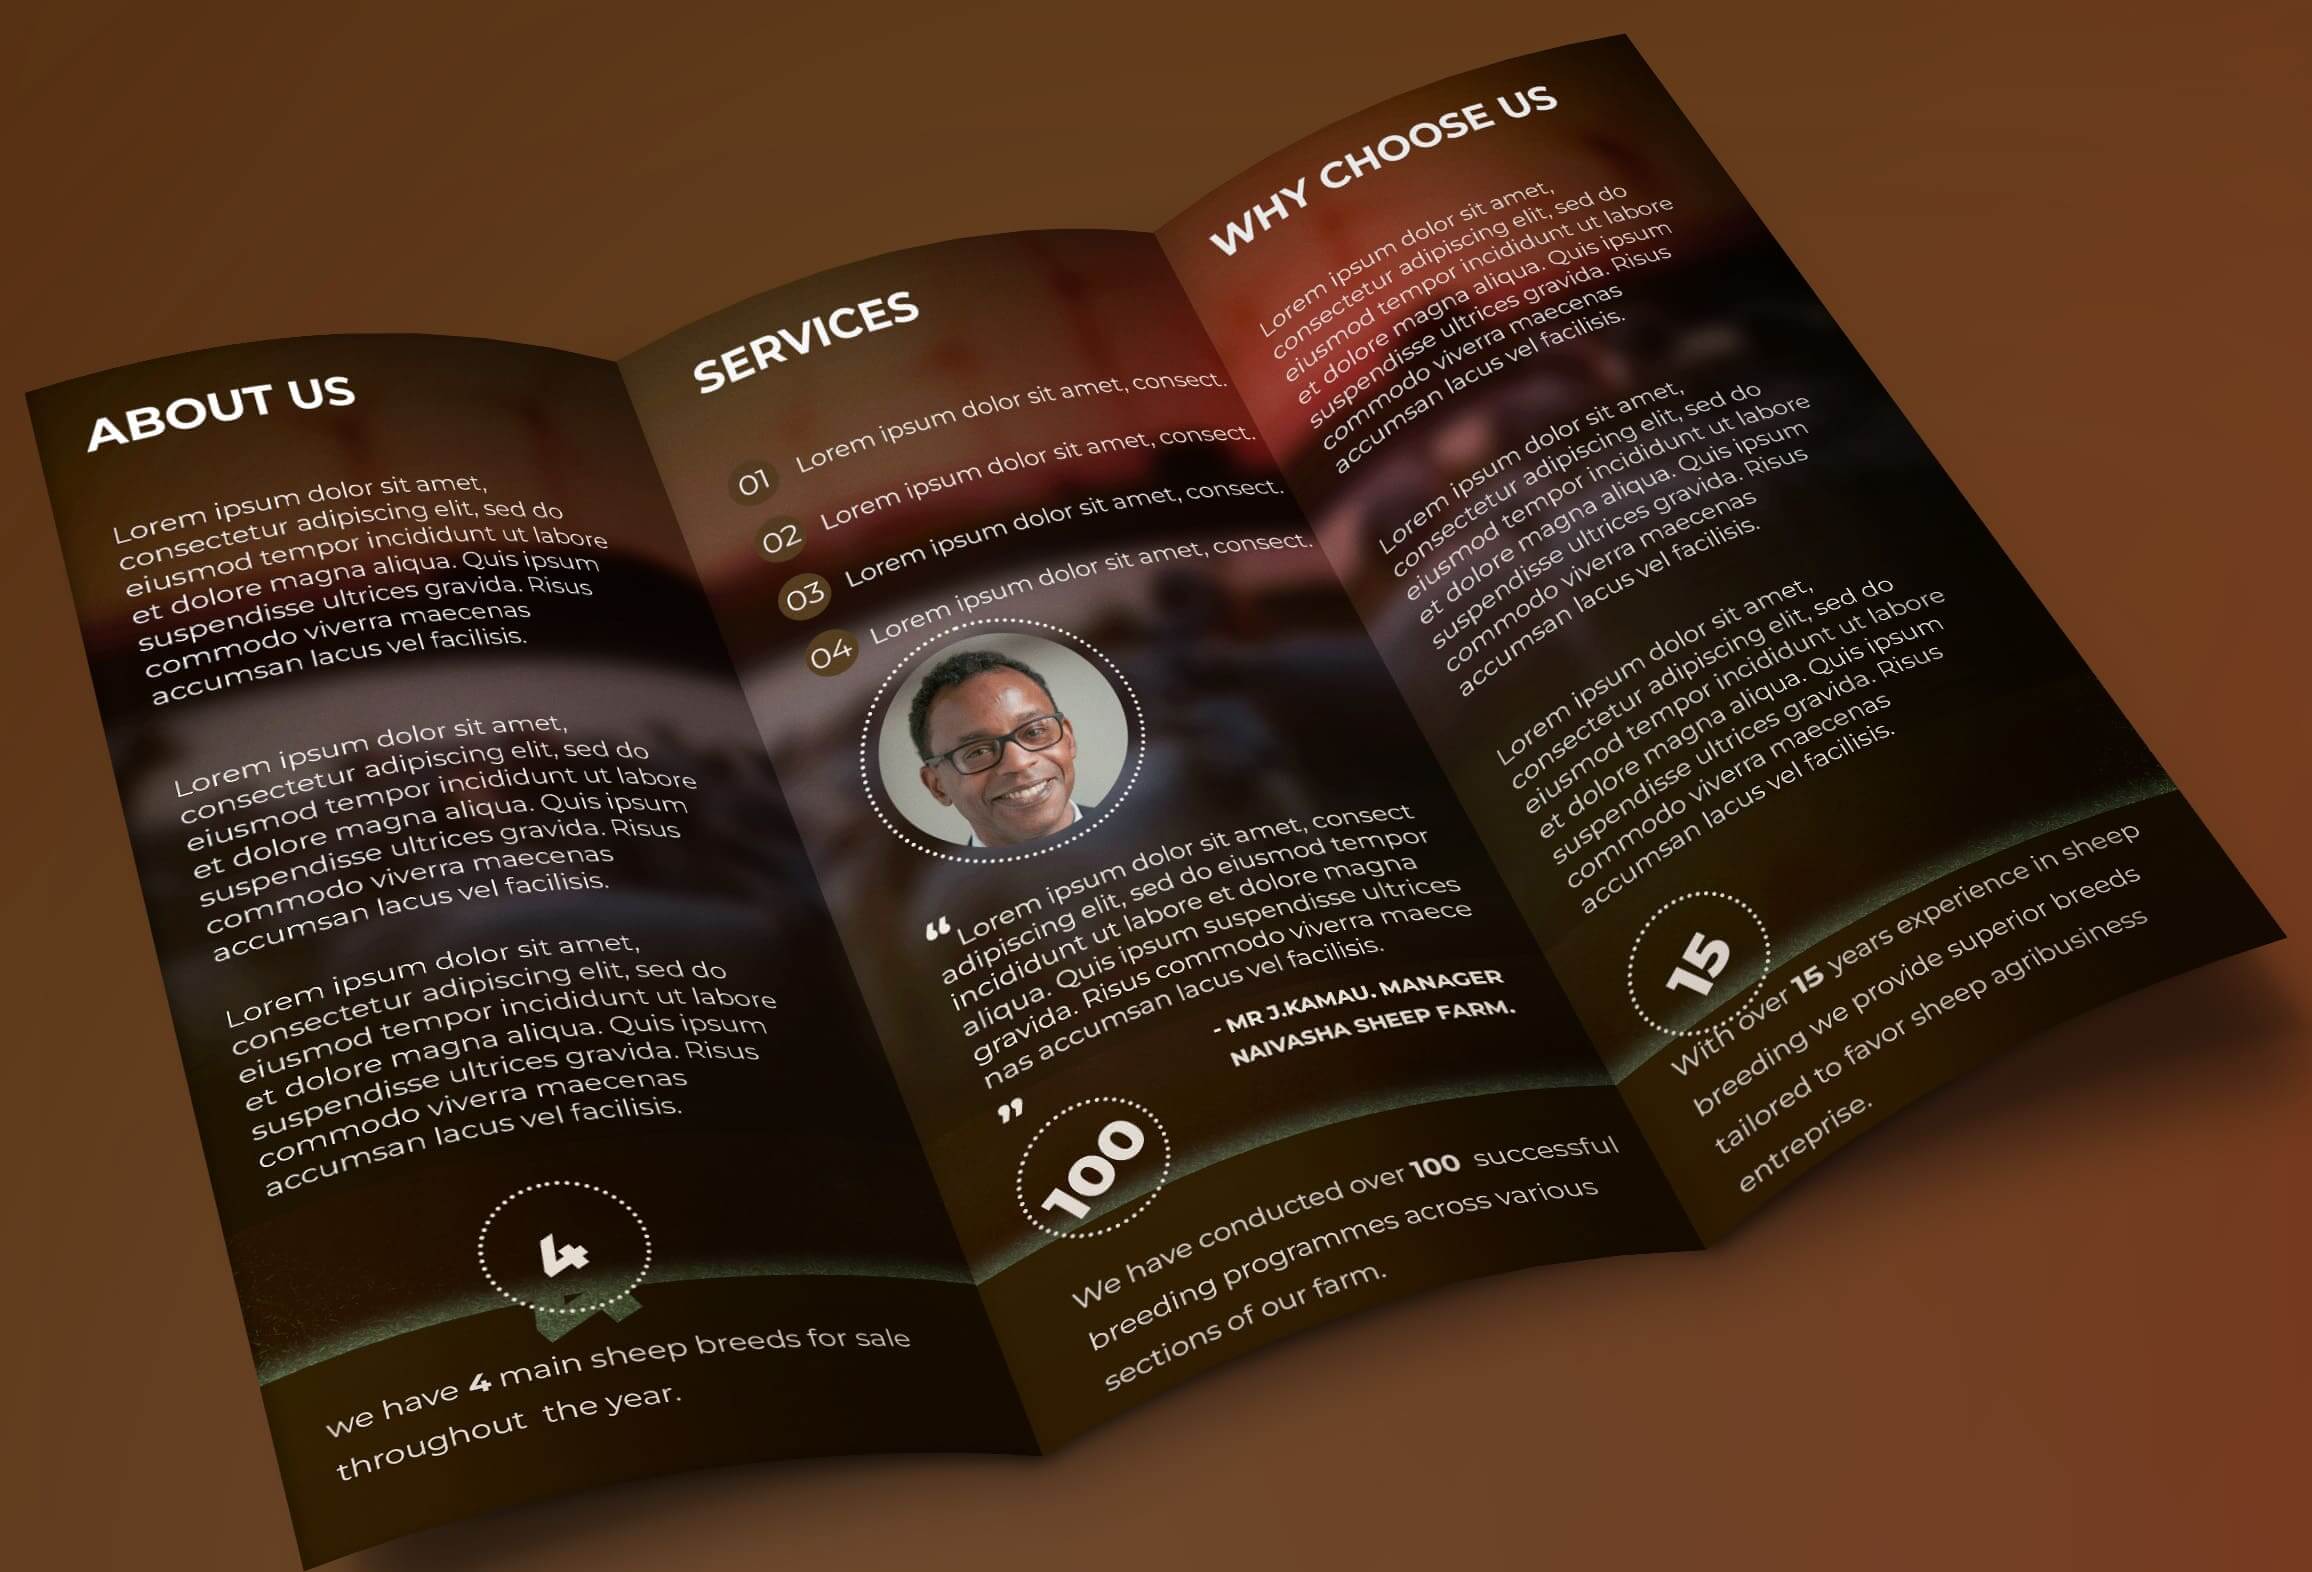 ABOUT US
Lorem ipsum dolor sit amet,
consectetur adipiscing elit, sed do
eiusmod tempor incididunt ut labore
et dolore magna aliqua. Quis ipsum
suspendisse ultrices gravida. Risus
commodo viverra maecenas
accumsan lacus vel facilisis.
Lorem ipsum dolor sit amet,
consectetur adipiscing elit, sed do
eiusmod tempor incididunt ut labore
et dolore magna aliqua. Quis ipsum
suspendisse ultrices gravida. Risus
commodo viverra maecenas
accumsan lacus vel facilisis.
Lorem ipsum dolor sit amet,
consectetur adipiscing elit, sed do
eiusmod tempor incididunt ut labore
et dolore magna aliqua. Quis ipsum
suspendisse ultrices gravida. Risus
commodo viverra maecenas
accumsan lacus vel facilisis.
4
we have 4 main sheep breeds for sale
throughout the year.
SERVICES
01 Lorem ipsum dolor sit amet, consect.
02 Lorem ipsum dolor sit amet, consect.
03 Lorem ipsum dolor sit amet, consect.
04 Lorem ipsum dolor sit amet, consect.
“Lorem ipsum dolor sit amet, consect
adipiscing elit, sed do eiusmod tempor
incididunt ut labore et dolore magna
aliqua. Quis ipsum suspendisse ultrices
gravida. Risus commodo viverra maece
nas accumsan lacus vel facilisis.
”
- MR J.KAMAU. MANAGER
NAIVASHA SHEEP FARM.
100
We have conducted over 100 successful
breeding programmes across various
sections of our farm.
WHY CHOOSE US
Lorem ipsum dolor sit amet,
consectetur adipiscing elit, sed do
eiusmod tempor incididunt ut labore
et dolore magna aliqua. Quis ipsum
suspendisse ultrices gravida. Risus
commodo viverra maecenas
accumsan lacus vel facilisis.
Lorem ipsum dolor sit amet,
consectetur adipiscing elit, sed do
eiusmod tempor incididunt ut labore
et dolore magna aliqua. Quis ipsum
suspendisse ultrices gravida. Risus
commodo viverra maecenas
accumsan lacus vel facilisis.
Lorem ipsum dolor sit amet,
consectetur adipiscing elit, sed do
eiusmod tempor incididunt ut labore
et dolore magna aliqua. Quis ipsum
suspendisse ultrices gravida. Risus
commodo viverra maecenas
accumsan lacus vel facilisis.
15
With over 15 years experience in sheep
breeding we provide superior breeds
tailored to favor sheep agribusiness
entreprise.